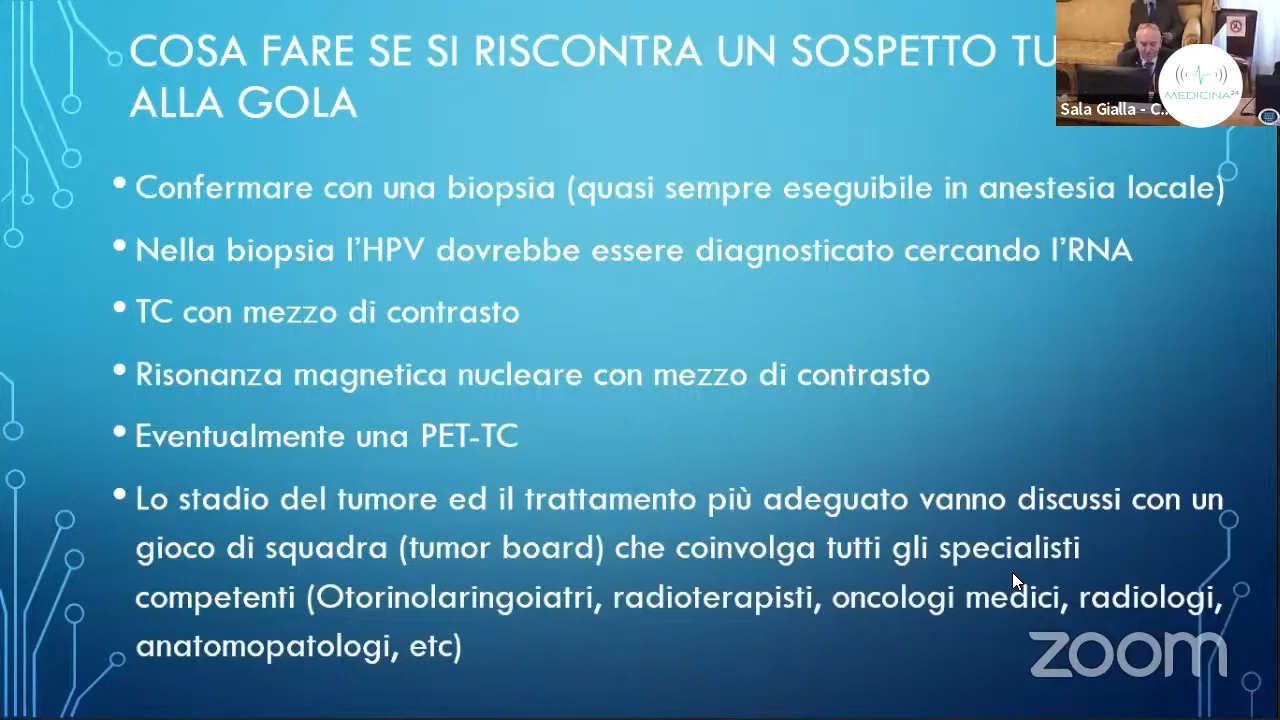 COSA FARE SE SI RISCONTRA UN SOSPETTO TU
ALLA GOLA
Sala Gialla - C...
MEDICINA24
• Confermare con una biopsia (quasi sempre eseguibile in anestesia locale)
• Nella biopsia l'HPV dovrebbe essere diagnosticato cercando l'RNA
• TC con mezzo di contrasto
• Risonanza magnetica nucleare con mezzo di contrasto
• Eventualmente una PET-TC
• Lo stadio del tumore ed il trattamento più adeguato vanno discussi con un
gioco di squadra (tumor board) che coinvolga tutti gli specialisti
competenti (Otorinolaringoiatri, radioterapisti, oncologi medici, radiologi,
anatomopatologi, etc)
zoom